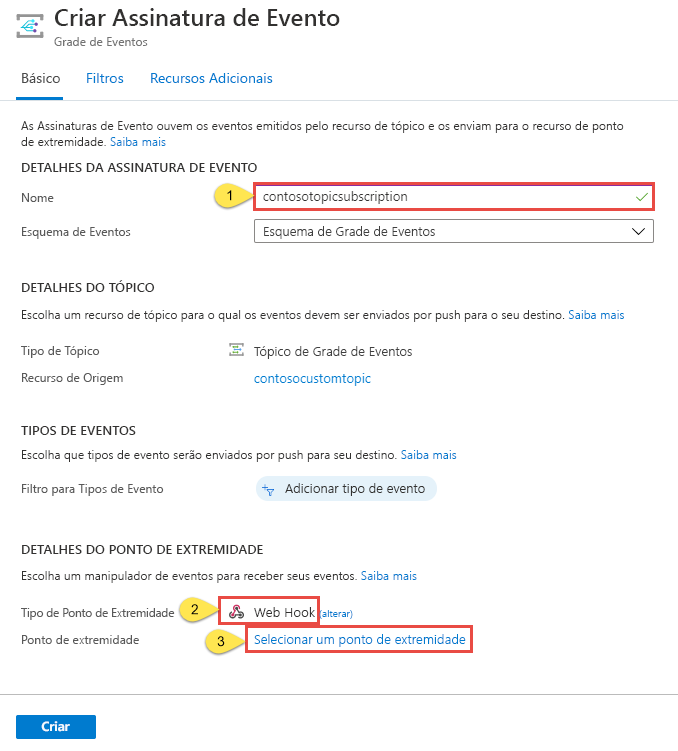 Criar Assinatura de Evento
Grade de Eventos
Básico Filtros Recursos Adicionais
As Assinaturas de Evento ouvem os eventos emitidos pelo recurso de tópico e os enviam para o recurso de ponto
de extremidade. Saiba mais
DETALHES DA ASSINATURA DE EVENTO
Nome 1 contosotopicsubscription
Esquema de Eventos Esquema de Grade de Eventos
DETALHES DO TÓPICO
Escolha um recurso de tópico para o qual os eventos devem ser enviados por push para o seu destino. Saiba mais
Tipo de Tópico Tópico de Grade de Eventos
Recurso de Origem contosocustomtopic
TIPOS DE EVENTOS
Escolha que tipos de evento serão enviados por push para seu destino. Saiba mais
Filtro para Tipos de Evento Adicionar tipo de evento
DETALHES DO PONTO DE EXTREMIDADE
Escolha um manipulador de eventos para receber seus eventos. Saiba mais
Tipo de Ponto de Extremidade 2 Web Hook (alterar)
Ponto de extremidade 3 Selecionar um ponto de extremidade
Criar